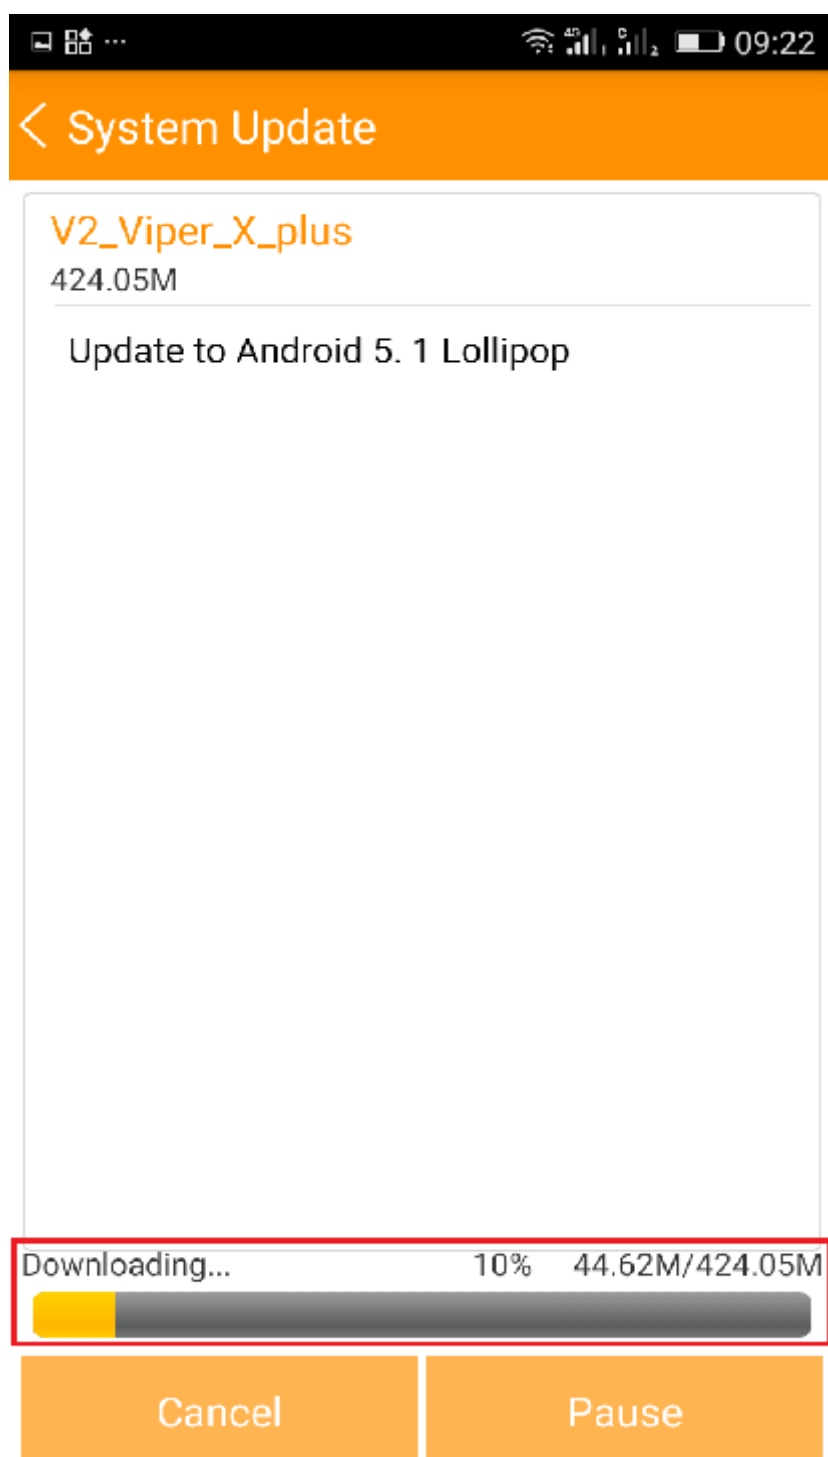 09:22
System Update
V2_Viper_X_plus
424.05M
Update to Android 5. 1 Lollipop
Downloading... 10% 44.62M/424.05M
Cancel Pause